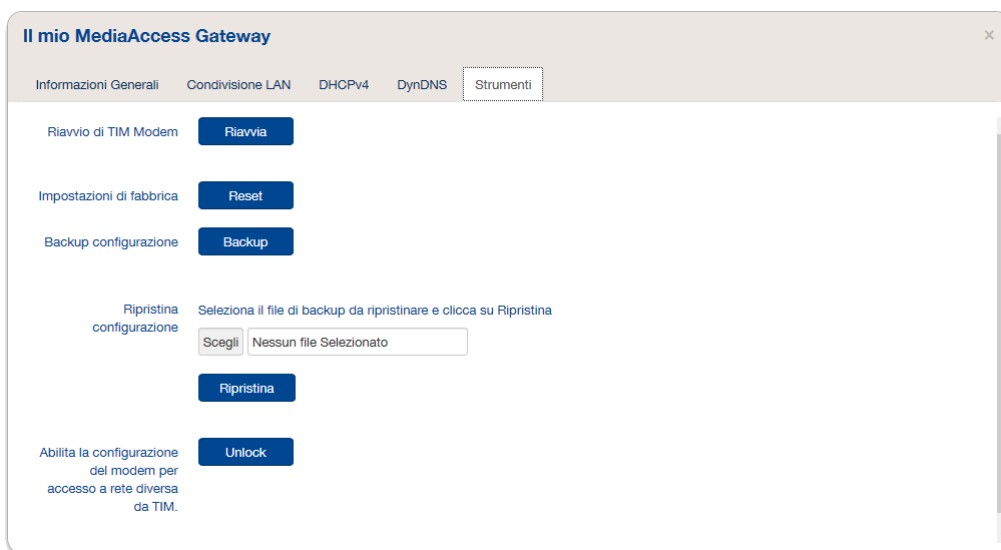 Il mio MediaAccess Gateway
×
Informazioni Generali Condivisione LAN DHCPv4 DynDNS Strumenti
Riavvio di TIM Modem Riavvia
Impostazioni di fabbrica Reset
Backup configurazione Backup
Ripristina
configurazione
Seleziona il file di backup da ripristinare e clicca su Ripristina
Scegli Nessun file Selezionato
Ripristina
Abilita la configurazione
del modem per
accesso a rete diversa
da TIM.
Unlock